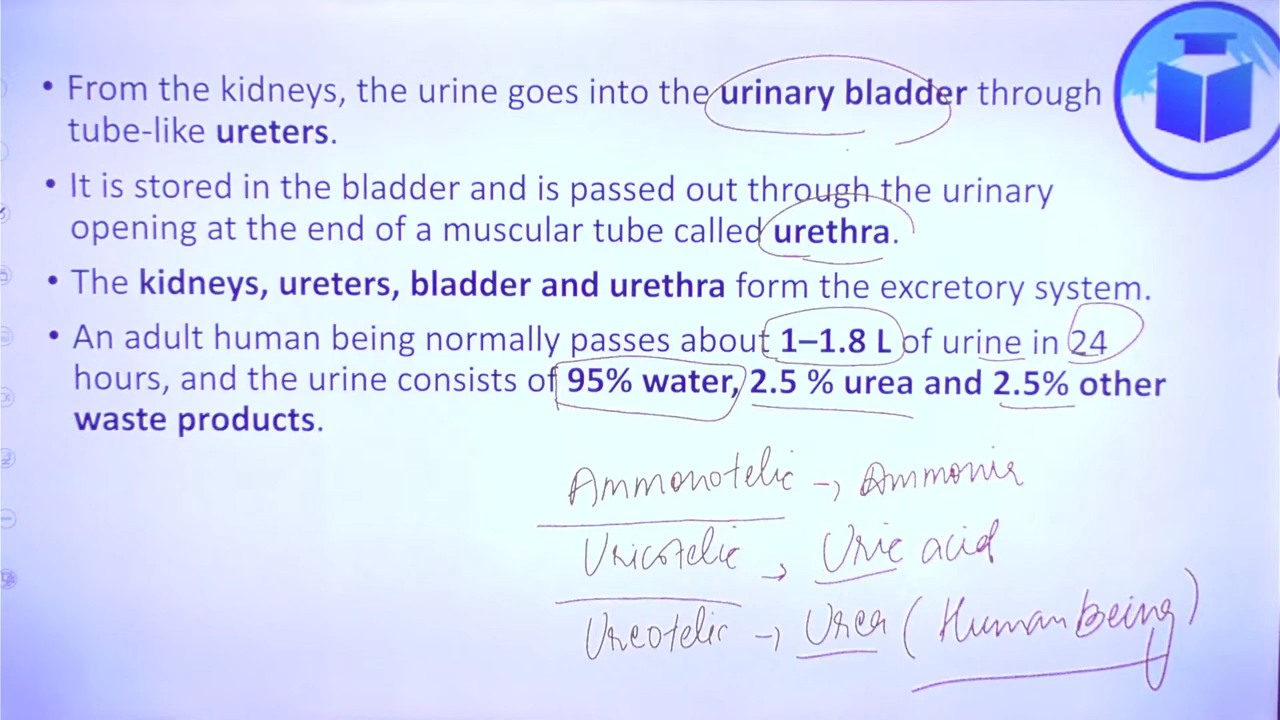 • From the kidneys, the urine goes into the urinary bladder through
tube-like ureters.
• It is stored in the bladder and is passed out through the urinary
opening at the end of a muscular tube called urethra.
• The kidneys, ureters, bladder and urethra form the excretory system.
• An adult human being normally passes about 1–1.8 L of urine in 24
hours, and the urine consists of 95% water, 2.5 % urea and 2.5% other
waste products.
Ammonotelic → Ammonia
Uricotelic → Uric acid
Ureotelic → Urea (Human being)